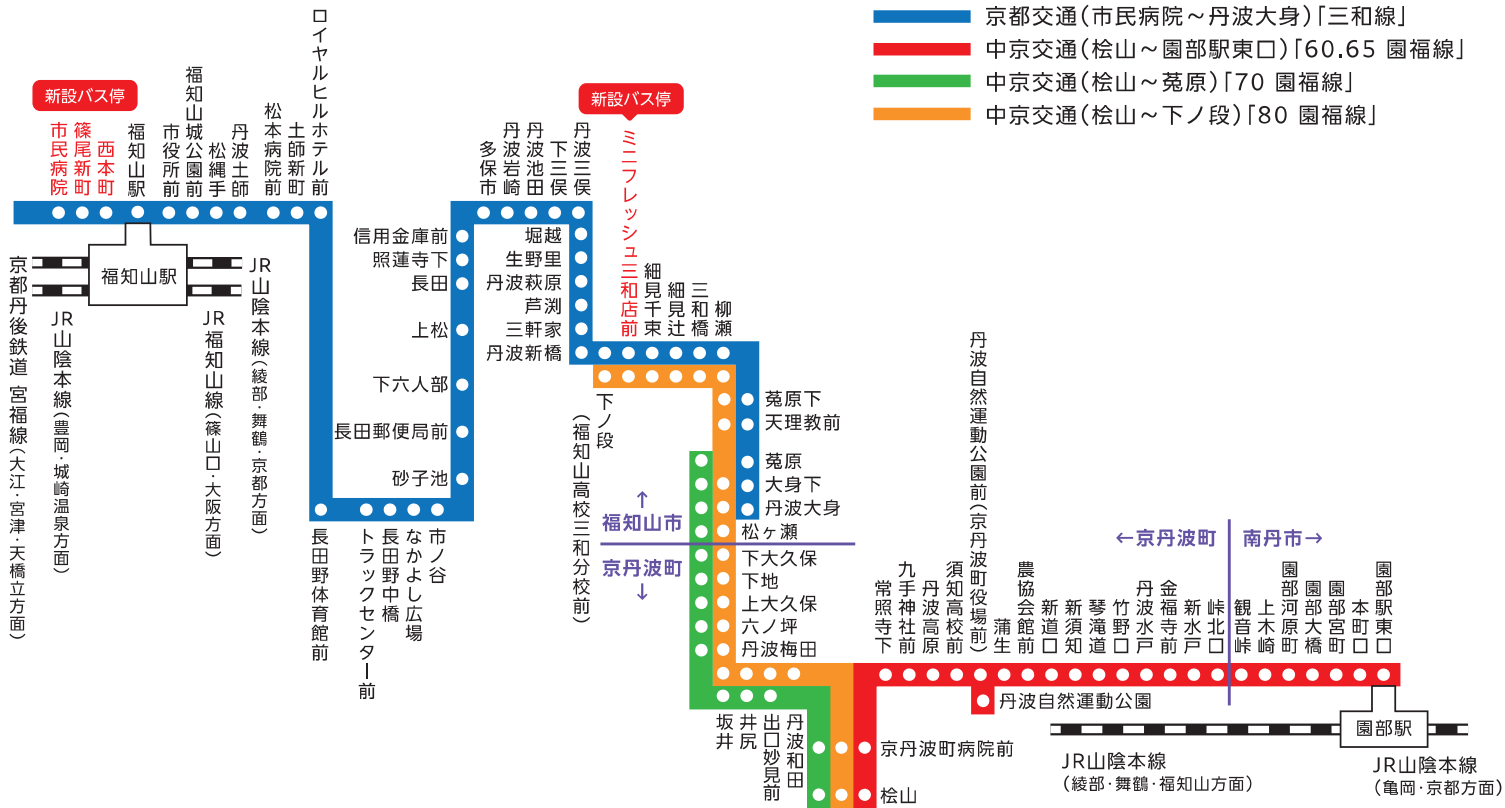 京都交通(市民病院～丹波大身)「三和線」
中京交通(桧山～園部駅東口)「60.65 園福線」
中京交通(桧山～菟原)「70 園福線」
中京交通(桧山～下ノ段)「80 園福線」
新設バス停
市民病院
篠尾新町
西本町
福知山駅
市役所前
福知山城公園前
松縄手
丹波土師
松本病院前
土師新町
ロイヤルヒルホテル前
福知山駅
京都丹後鉄道 宮福線(大江・宮津・天橋立方面)
JR山陰本線(豊岡・城崎温泉方面)
JR福知山線(篠山口・大阪方面)
JR山陰本線(綾部・舞鶴・京都方面)
長田野体育館前
トラックセンター前
長田野中橋
なかよし広場
市ノ谷
砂子池
長田郵便局前
下六人部
上松
長田
照蓮寺下
信用金庫前
多保市
丹波岩崎
丹波池田
下三俣
丹波三俣
堀越
生野里
丹波萩原
芦渕
三軒家
丹波新橋
新設バス停
ミニフレッシュ三和店前
細見千束
細見辻
三和橋
柳瀬
下ノ段
(福知山高校三和分校前)
菟原下
天理教前
菟原
大身下
丹波大身
松ヶ瀬
↑
福知山市
京丹波町
↓
下大久保
下地
上大久保
六ノ坪
丹波梅田
坂井
井尻
出口妙見前
丹波和田
京丹波町病院前
桧山
常照寺下
九手神社前
丹波高原
須知高校前
丹波自然運動公園前(京丹波町役場前)
丹波自然運動公園
蒲生
農協会館前
新道口
新須知
琴滝道
竹野口
丹波水戸
金福寺前
新水戸
峠北口
←京丹波町
南丹市→
観音峠
上木崎
園部河原町
園部大橋
園部宮町
本町口
園部駅東口
園部駅
JR山陰本線
(綾部・舞鶴・福知山方面)
JR山陰本線
(亀岡・京都方面)